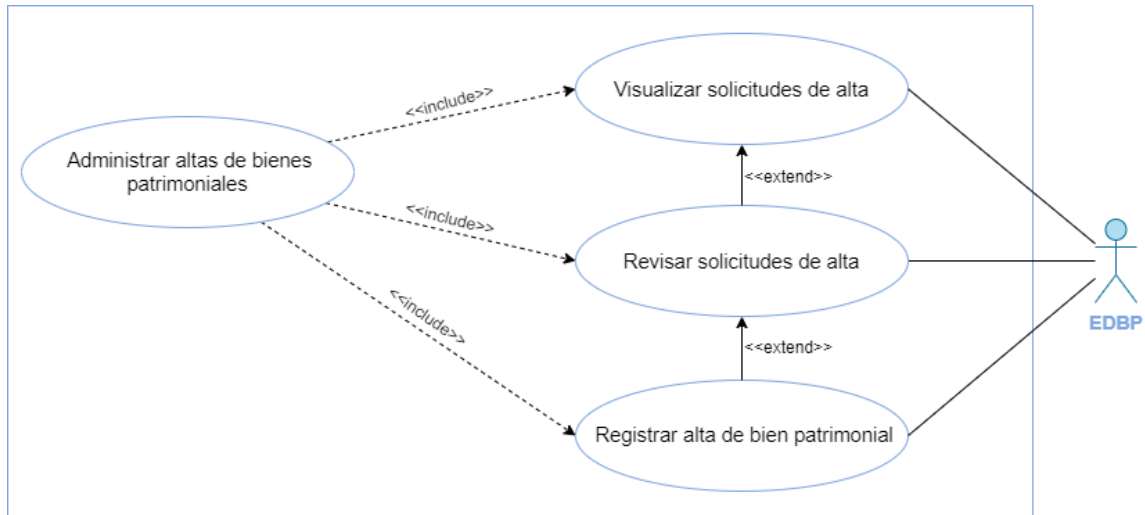 Visualizar solicitudes de alta
<<include>>
Administrar altas de bienes
patrimoniales
<<extend>>
<<include>>
Revisar solicitudes de alta
<<include>>
EDBP
<<extend>>
Registrar alta de bien patrimonial